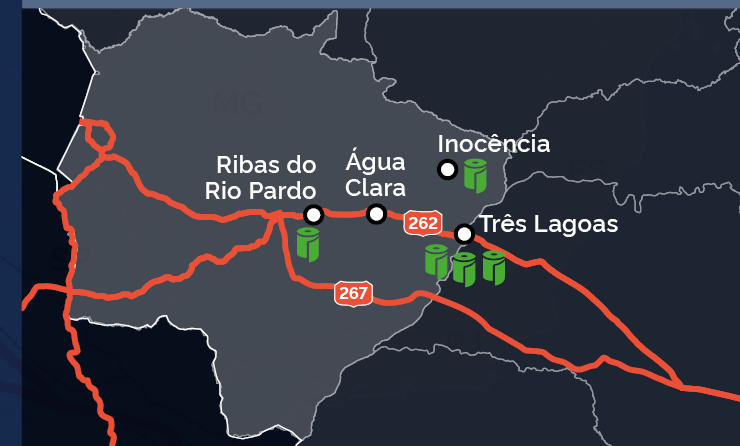 MG
Inocência
Ribas do
Rio Pardo
Água
Clara
262
Três Lagoas
267